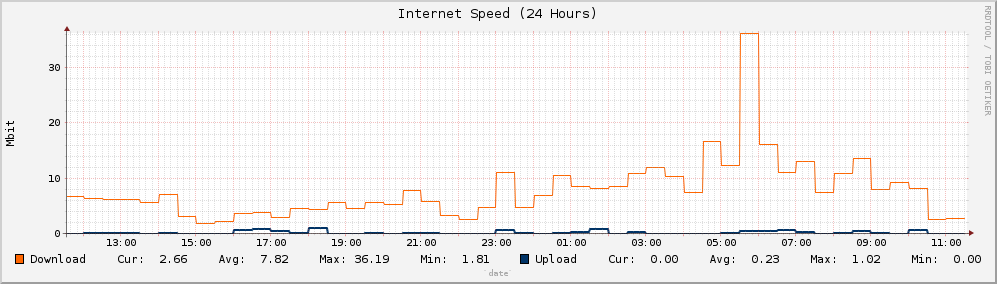 Internet Speed (24 Hours)
RRDTOOL / TOBI OETIKER
Mbit
30
20
10
0
13:00 15:00 17:00 19:00 21:00 23:00 01:00 03:00 05:00 07:00 09:00 11:00
Download Cur: 2.66 Avg: 7.82 Max: 36.19 Min: 1.81 Upload Cur: 0.00 Avg: 0.23 Max: 1.02 Min: 0.00
`date`